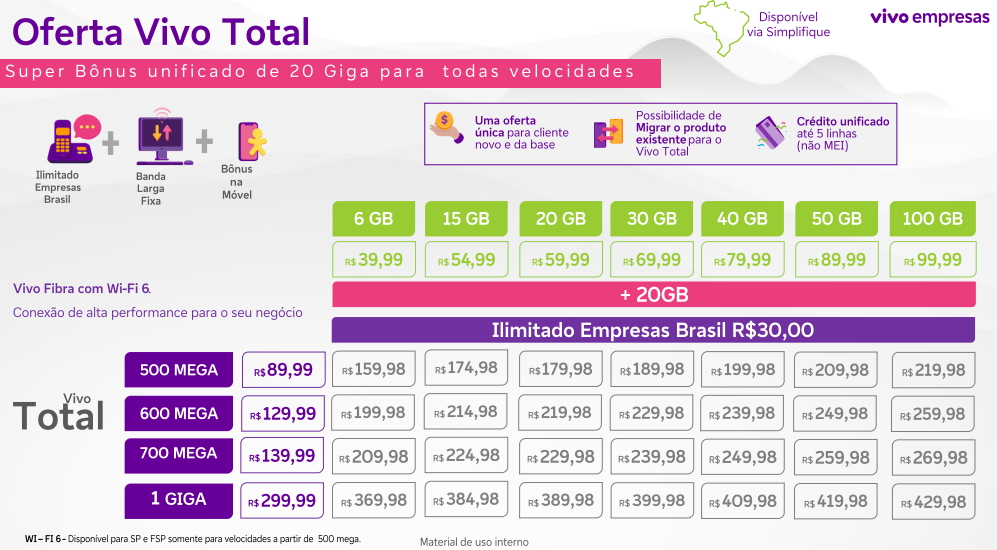 Oferta Vivo Total
Disponível
via Simplifique
vivo empresas
Super Bônus unificado de 20 Giga para todas velocidades
Ilimitado
Empresas
Brasil
+
Banda
Larga
Fixa
+
Bônus
na
Móvel
Uma oferta
única para cliente
novo e da base
Possibilidade de
Migrar o produto
existente para o
Vivo Total
Crédito unificado
até 5 linhas
(não MEI)
6 GB 15 GB 20 GB 30 GB 40 GB 50 GB 100 GB
R$ 39,99 R$ 54,99 R$ 59,99 R$ 69,99 R$ 79,99 R$ 89,99 R$ 99,99
+ 20GB
Vivo Fibra com Wi-Fi 6.
Conexão de alta performance para o seu negócio
Ilimitado Empresas Brasil R$30,00
Vivo
Total
500 MEGA R$ 89,99 R$ 159,98 R$ 174,98 R$ 179,98 R$ 189,98 R$ 199,98 R$ 209,98 R$ 219,98
600 MEGA R$ 129,99 R$ 199,98 R$ 214,98 R$ 219,98 R$ 229,98 R$ 239,98 R$ 249,98 R$ 259,98
700 MEGA R$ 139,99 R$ 209,98 R$ 224,98 R$ 229,98 R$ 239,98 R$ 249,98 R$ 259,98 R$ 269,98
1 GIGA R$ 299,99 R$ 369,98 R$ 384,98 R$ 389,98 R$ 399,98 R$ 409,98 R$ 419,98 R$ 429,98
WI – FI 6 - Disponível para SP e FSP somente para velocidades a partir de 500 mega.
Material de uso interno